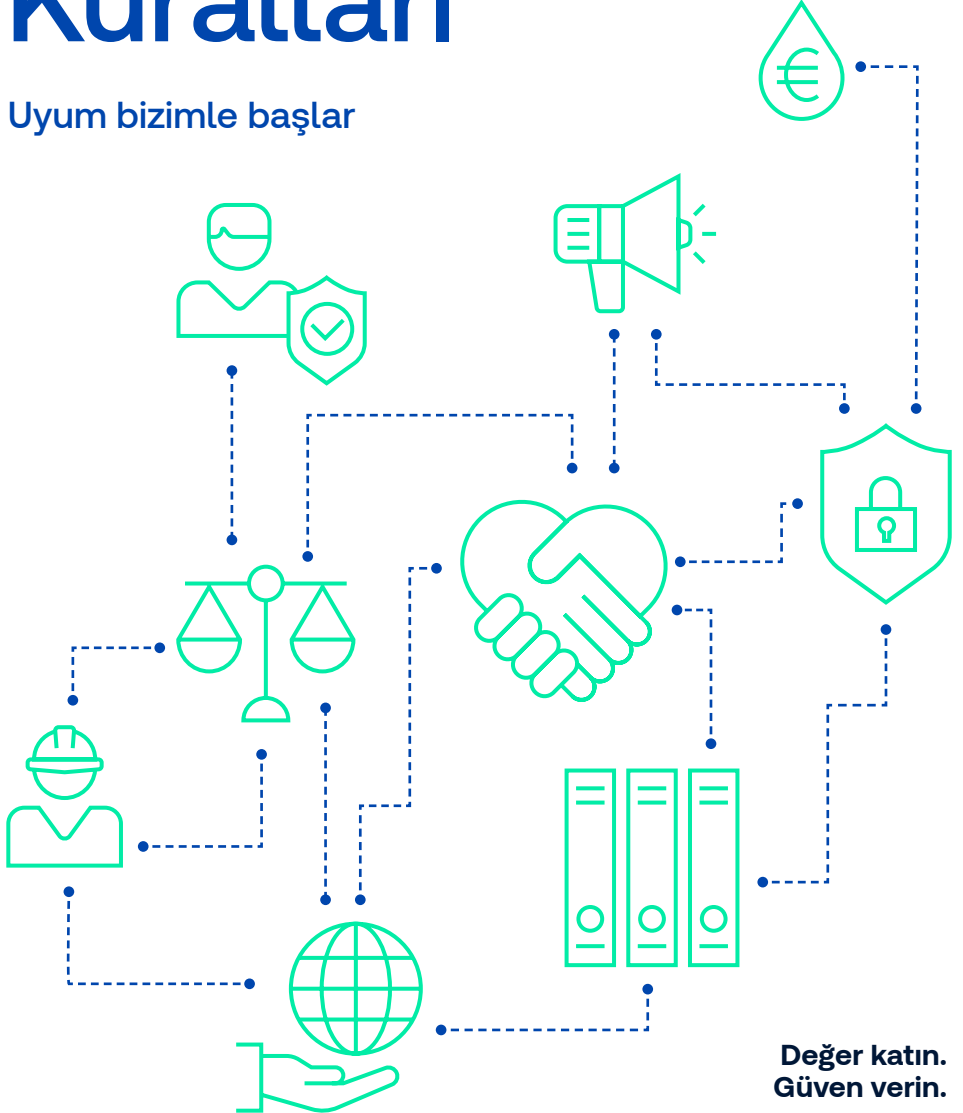 Kuralları
Uyum bizimle başlar
€
Değer katın.
Güven verin.